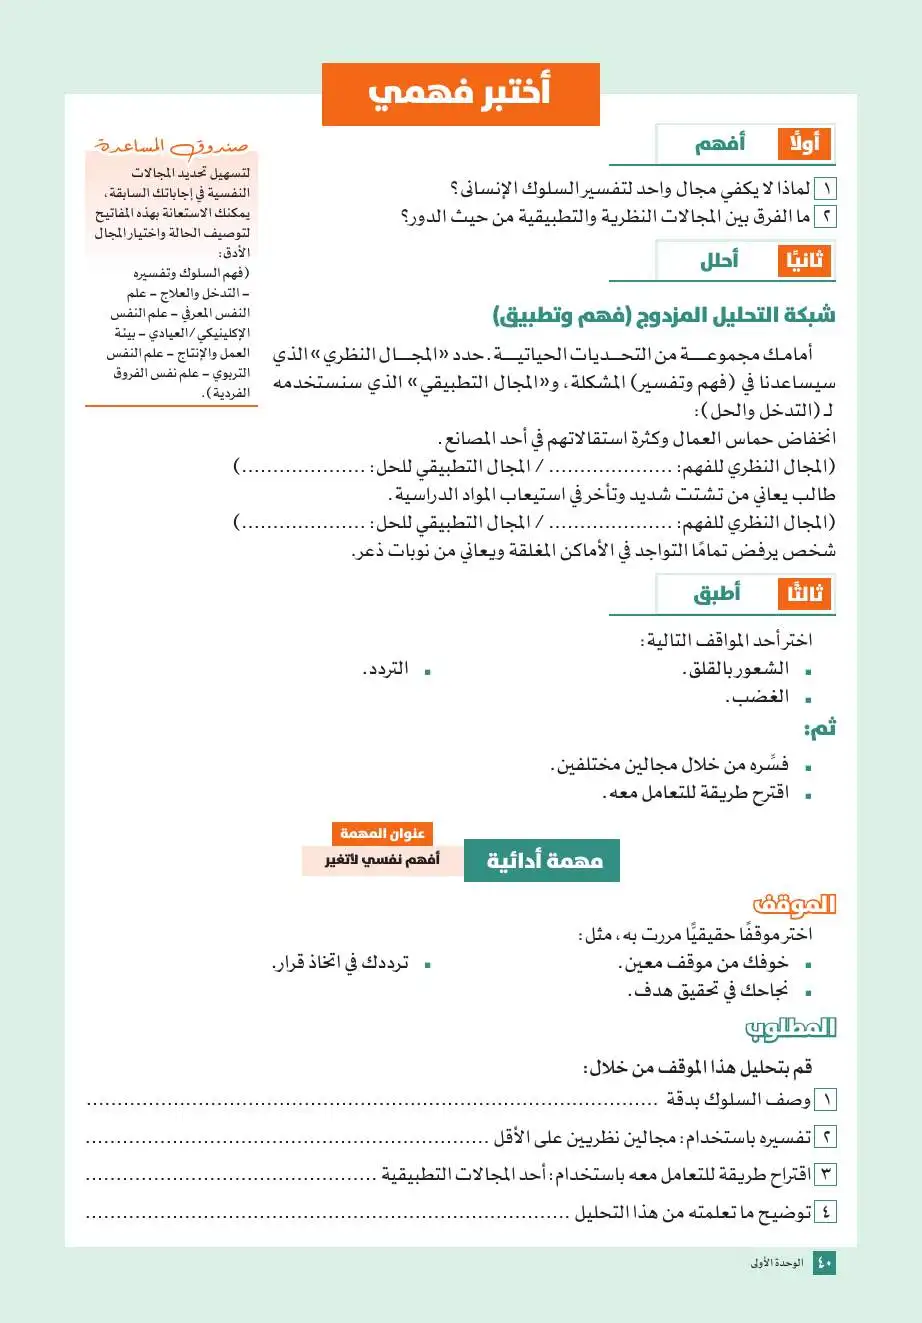 أختبر فهمي
أولًا أفهم
١ لماذا لا يكفي مجال واحد لتفسير السلوك الإنسانى؟
٢ ما الفرق بين المجالات النظرية والتطبيقية من حيث الدور؟
صندوق المساعدة
لتسهيل تحديد المجالات
النفسية في إجاباتك السابقة،
يمكنك الاستعانة بهذه المفاتيح
لتوصيف الحالة واختيار المجال
الأدق:
(فهم السلوك وتفسيره
– التدخل والعلاج – علم
النفس المعرفي – علم النفس
الإكلينيكي/العيادي – بيئة
العمل والإنتاج – علم النفس
التربوي – علم نفس الفروق
الفردية).
ثانيًا أحلل
شبكة التحليل المزدوج (فهم وتطبيق)
أمامك مجموعة من التحديات الحياتية. حدد «المجال النظري» الذي
سيساعدنا في (فهم وتفسير) المشكلة، و«المجال التطبيقي» الذي سنستخدمه
لـ (التدخل والحل):
انخفاض حماس العمال وكثرة استقالاتهم في أحد المصانع.
(المجال النظري للفهم: .................... / المجال التطبيقي للحل: ....................)
طالب يعاني من تشتت شديد وتأخر في استيعاب المواد الدراسية.
(المجال النظري للفهم: .................... / المجال التطبيقي للحل: ....................)
شخص يرفض تمامًا التواجد في الأماكن المغلقة ويعاني من نوبات ذعر.
ثالثًا أطبق
اختر أحد المواقف التالية:
▪ الشعور بالقلق. ▪ التردد.
▪ الغضب.
ثم:
▪ فسِّره من خلال مجالين مختلفين.
▪ اقترح طريقة للتعامل معه.
مهمة أدائية
عنوان المهمة
أفهم نفسي لأتغير
الموقف
اختر موقفًا حقيقيًا مررت به، مثل:
▪ خوفك من موقف معين. ▪ ترددك في اتخاذ قرار.
▪ نجاحك في تحقيق هدف.
المطلوب
قم بتحليل هذا الموقف من خلال:
١ وصف السلوك بدقة ............................................................................................
٢ تفسيره باستخدام: مجالين نظريين على الأقل .................................................................
٣ اقتراح طريقة للتعامل معه باستخدام: أحد المجالات التطبيقية ...............................................
٤ توضيح ما تعلمته من هذا التحليل ..............................................................................
٤٠ الوحدة الأولى